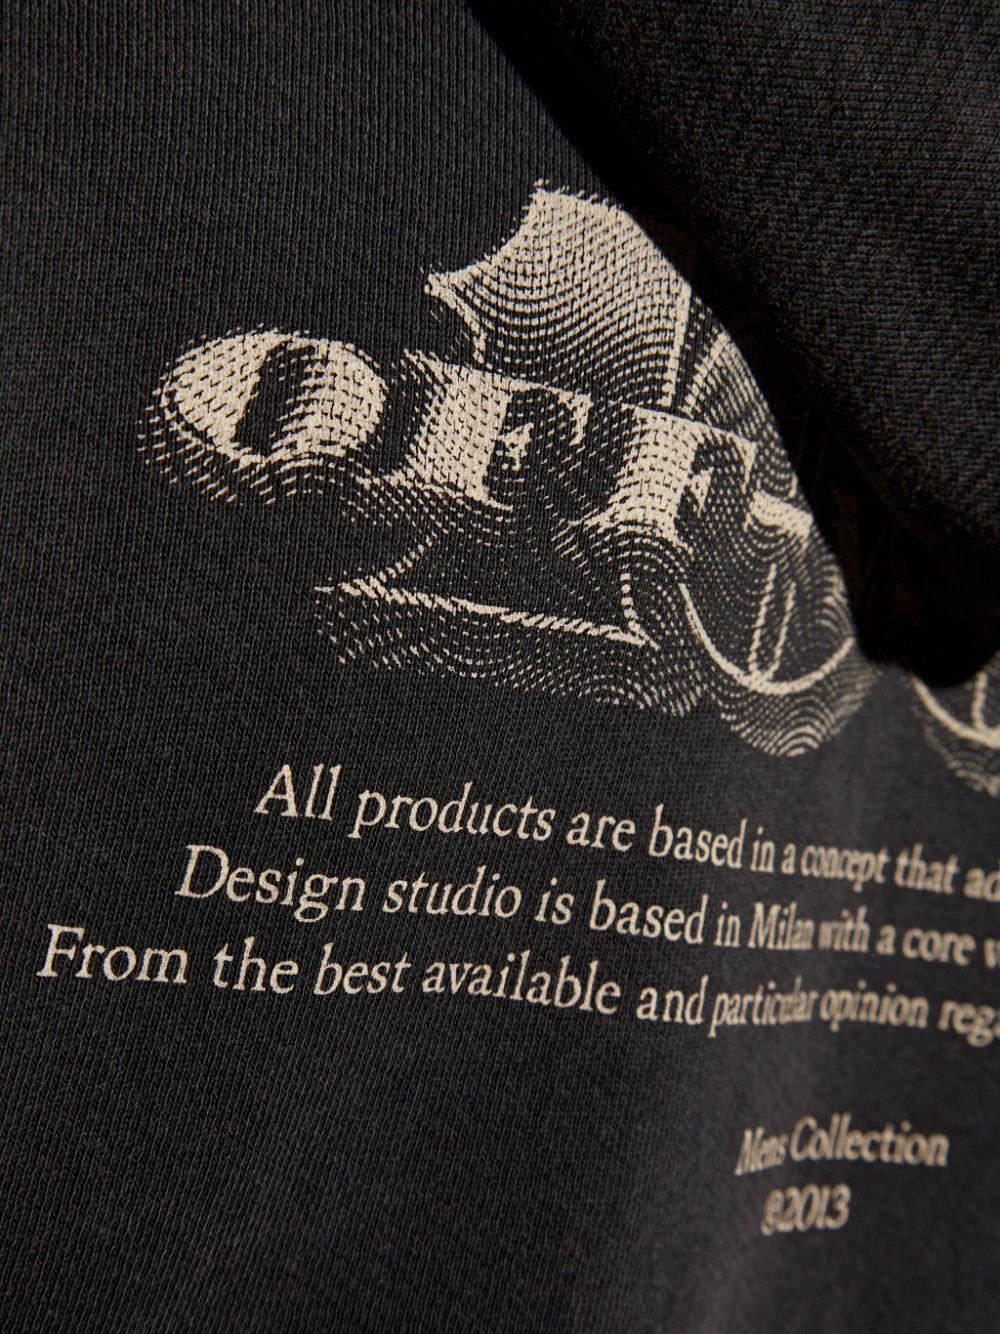 OFF
All products are based in a concept that ad
Design studio is based in Milan with a core
From the best available and particular opinion reg
Mens Collection
©2013